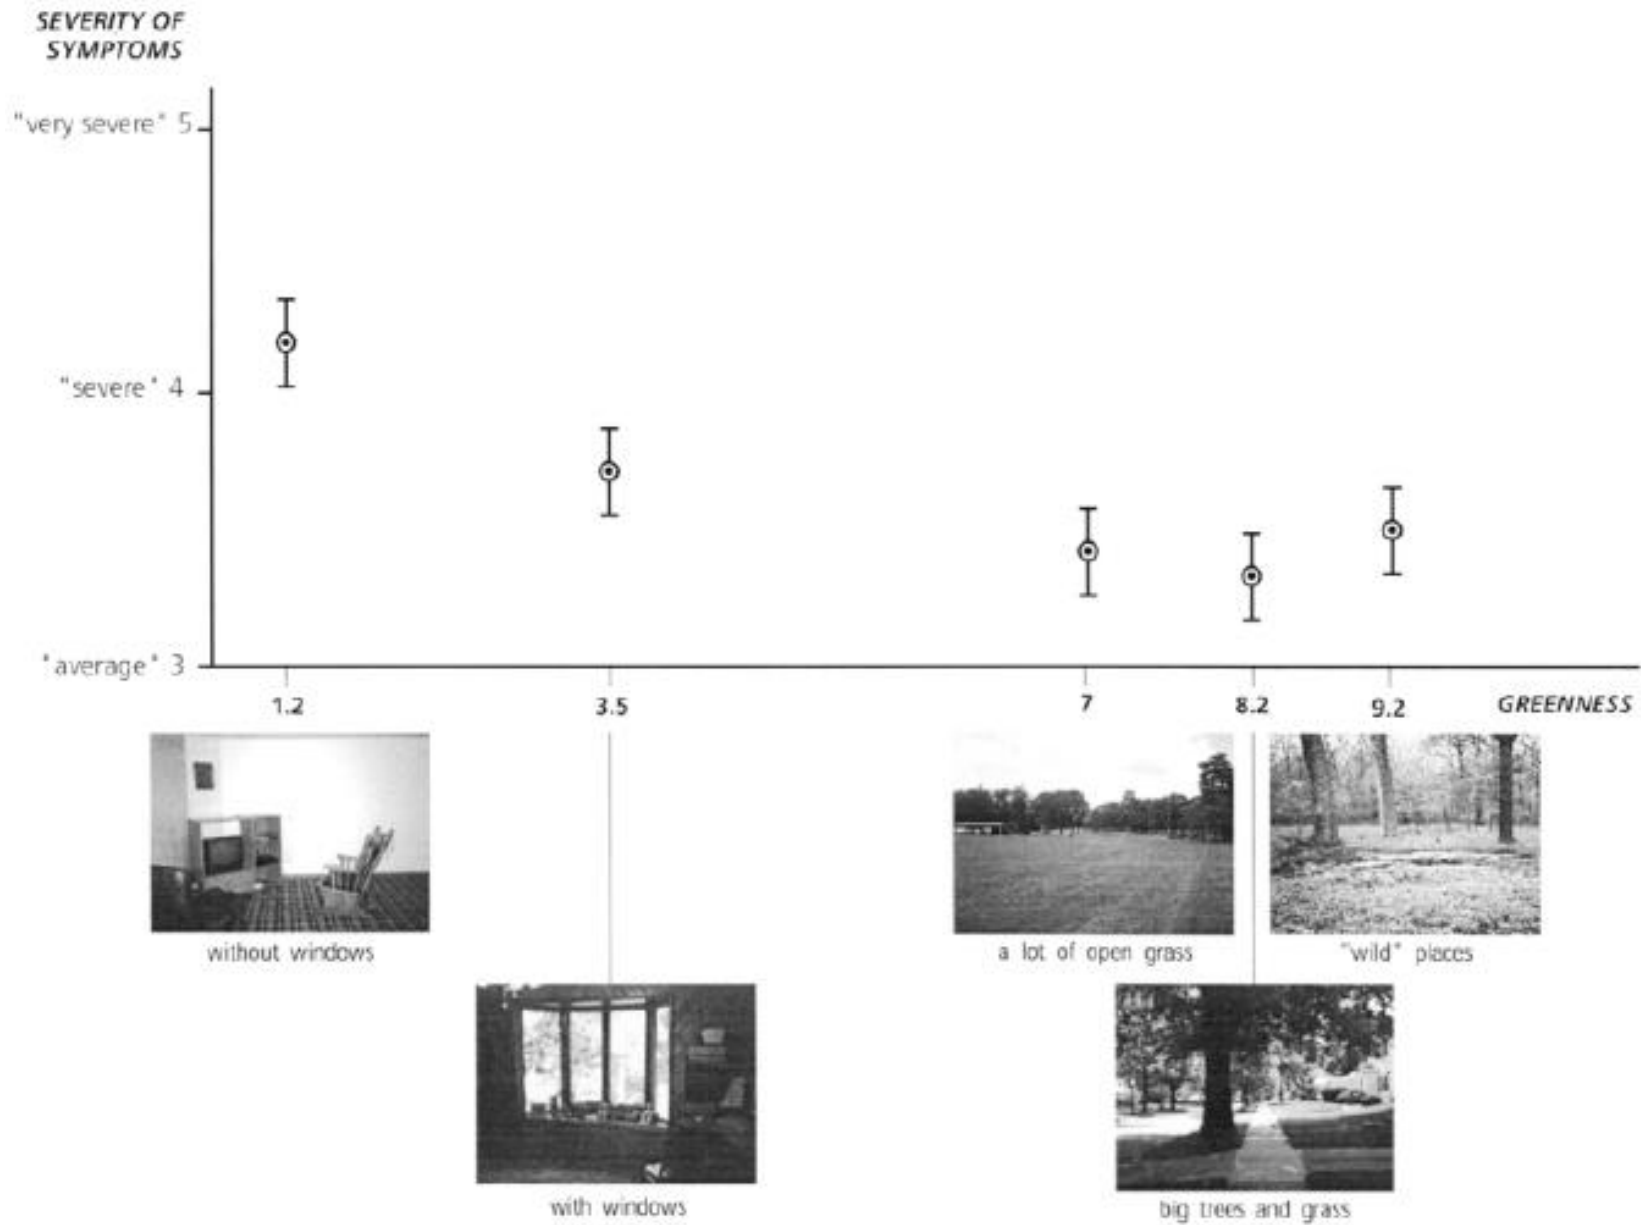 SEVERITY OF
SYMPTOMS
"very severe" 5
"severe" 4
"average" 3
1.2
3.5
7
8.2
9.2
GREENNESS
without windows
a lot of open grass
"wild" places
with windows
big trees and grass